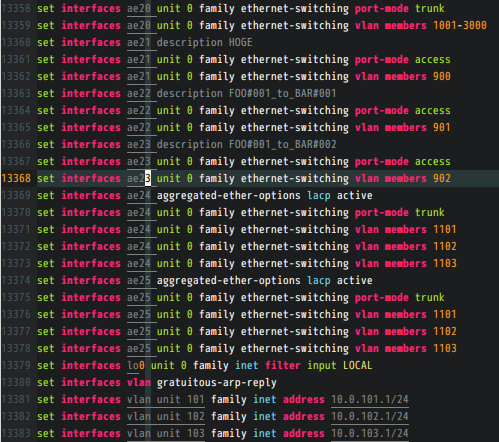 13358 set interfaces ae20 unit 0 family ethernet-switching port-mode trunk
13359 set interfaces ae20 unit 0 family ethernet-switching vlan members 1001-3000
13360 set interfaces ae21 description HOGE
13361 set interfaces ae21 unit 0 family ethernet-switching port-mode access
13362 set interfaces ae21 unit 0 family ethernet-switching vlan members 900
13363 set interfaces ae22 description FOO#001_to_BAR#001
13364 set interfaces ae22 unit 0 family ethernet-switching port-mode access
13365 set interfaces ae22 unit 0 family ethernet-switching vlan members 901
13366 set interfaces ae23 description FOO#001_to_BAR#002
13367 set interfaces ae23 unit 0 family ethernet-switching port-mode access
13368 set interfaces ae23 unit 0 family ethernet-switching vlan members 902
13369 set interfaces ae24 aggregated-ether-options lacp active
13370 set interfaces ae24 unit 0 family ethernet-switching port-mode trunk
13371 set interfaces ae24 unit 0 family ethernet-switching vlan members 1101
13372 set interfaces ae24 unit 0 family ethernet-switching vlan members 1102
13373 set interfaces ae24 unit 0 family ethernet-switching vlan members 1103
13374 set interfaces ae25 aggregated-ether-options lacp active
13375 set interfaces ae25 unit 0 family ethernet-switching port-mode trunk
13376 set interfaces ae25 unit 0 family ethernet-switching vlan members 1101
13377 set interfaces ae25 unit 0 family ethernet-switching vlan members 1102
13378 set interfaces ae25 unit 0 family ethernet-switching vlan members 1103
13379 set interfaces lo0 unit 0 family inet filter input LOCAL
13380 set interfaces vlan gratuitous-arp-reply
13381 set interfaces vlan unit 101 family inet address 10.0.101.1/24
13382 set interfaces vlan unit 102 family inet address 10.0.102.1/24
13383 set interfaces vlan unit 103 family inet address 10.0.103.1/24